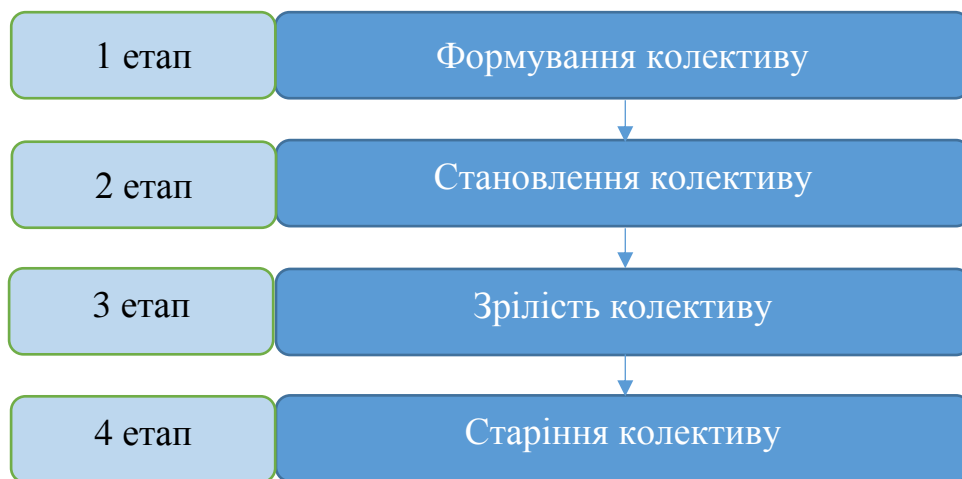 1 етап
Формування колективу
2 етап
Становлення колективу
3 етап
Зрілість колективу
4 етап
Старіння колективу